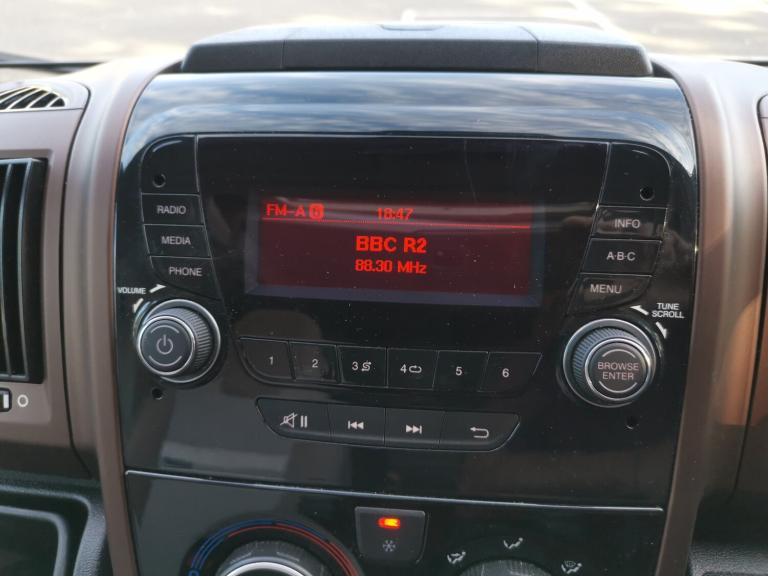 FM-A 6 18:47
BBC R2
88.30 MHz
RADIO
MEDIA
PHONE
INFO
A·B·C
MENU
VOLUME
TUNE
SCROLL
BROWSE
ENTER
1 2 3 4 5 6